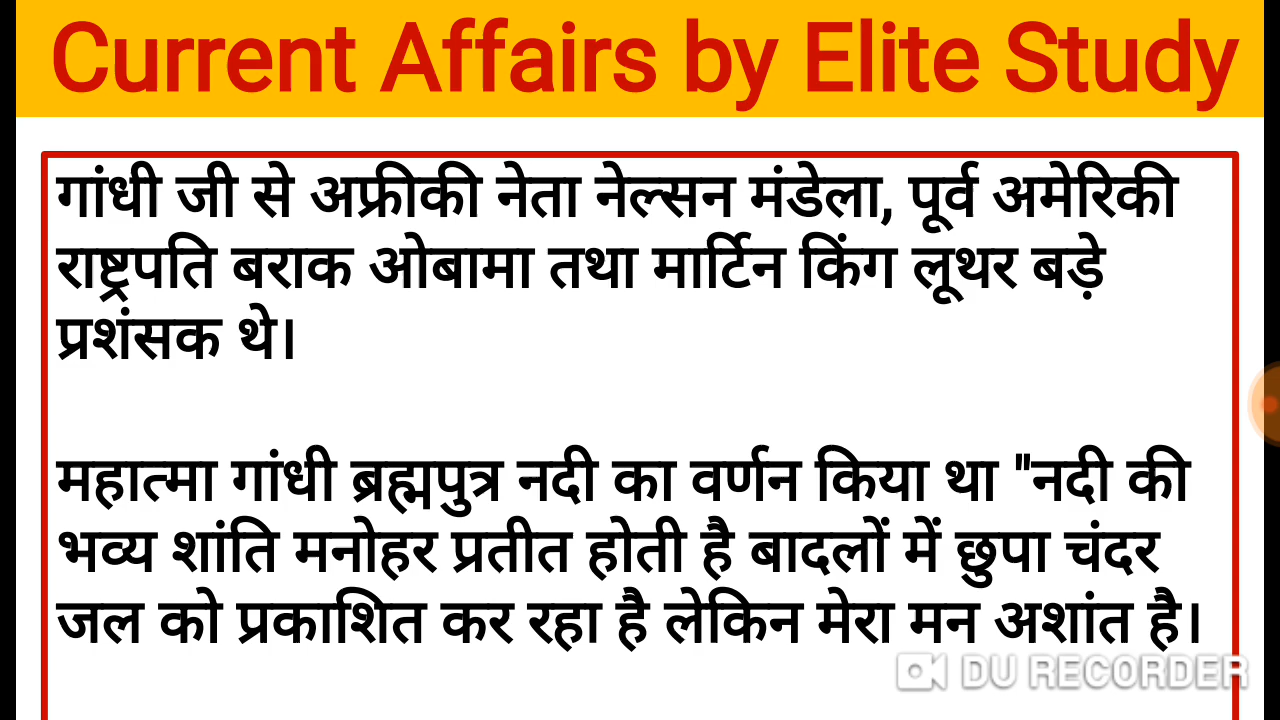 Current Affairs by Elite Study
गांधी जी से अफ्रीकी नेता नेल्सन मंडेला, पूर्व अमेरिकी
राष्ट्रपति बराक ओबामा तथा मार्टिन किंग लूथर बड़े
प्रशंसक थे।
महात्मा गांधी ब्रह्मपुत्र नदी का वर्णन किया था "नदी की
भव्य शांति मनोहर प्रतीत होती है बादलों में छुपा चंदर
जल को प्रकाशित कर रहा है लेकिन मेरा मन अशांत है।
DU RECORDER